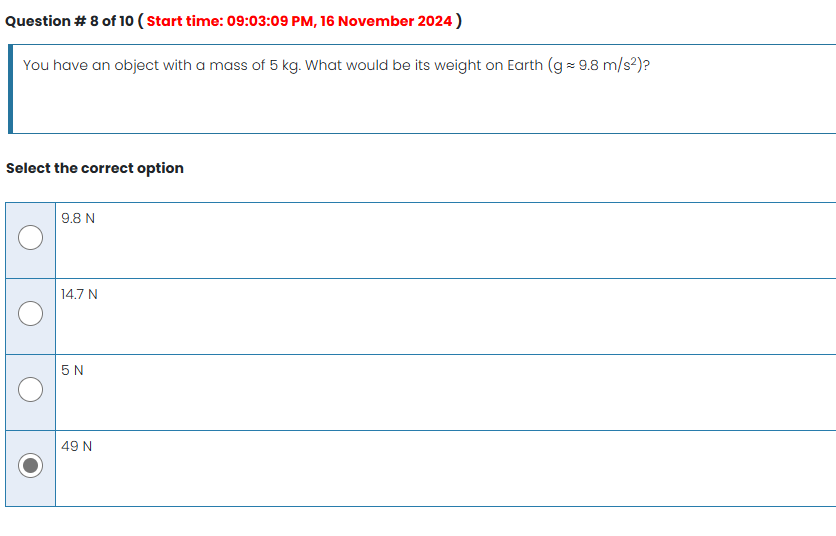 Question # 8 of 10 ( Start time: 09:03:09 PM, 16 November 2024 )
You have an object with a mass of 5 kg. What would be its weight on Earth (g ≈ 9.8 m/s²)?
Select the correct option
9.8 N
14.7 N
5 N
49 N